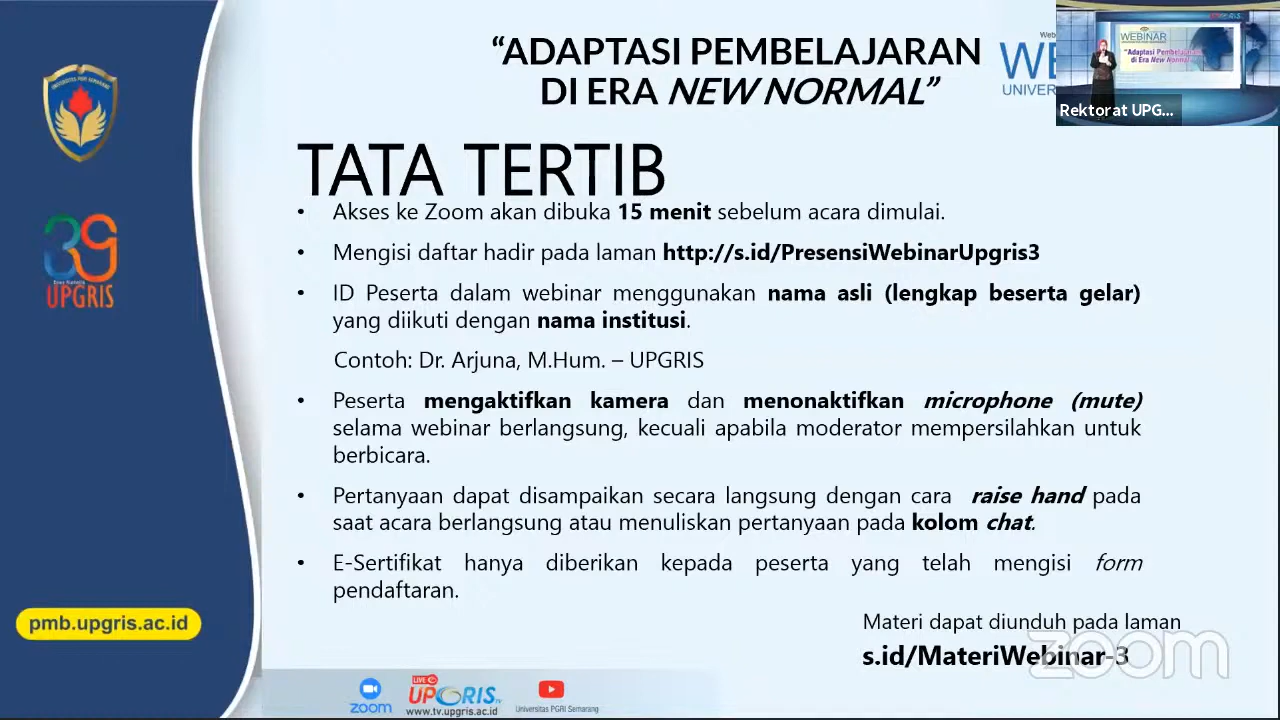 “ADAPTASI PEMBELAJARAN
DI ERA NEW NORMAL”
TATA TERTIB
• Akses ke Zoom akan dibuka 15 menit sebelum acara dimulai.
• Mengisi daftar hadir pada laman http://s.id/PresensiWebinarUpgris3
• ID Peserta dalam webinar menggunakan nama asli (lengkap beserta gelar)
yang diikuti dengan nama institusi.
Contoh: Dr. Arjuna, M.Hum. – UPGRIS
• Peserta mengaktifkan kamera dan menonaktifkan microphone (mute)
selama webinar berlangsung, kecuali apabila moderator mempersilahkan untuk
berbicara.
• Pertanyaan dapat disampaikan secara langsung dengan cara raise hand pada
saat acara berlangsung atau menuliskan pertanyaan pada kolom chat.
• E-Sertifikat hanya diberikan kepada peserta yang telah mengisi form
pendaftaran.
Materi dapat diunduh pada laman
s.id/MateriWebinar-3
zoom
UNIVERSITAS PGRI SEMARANG
39
UPGRIS
pmb.upgris.ac.id
zoom
LIVE
UPGRIS TV
www.tv.upgris.ac.id
Universitas PGRI Semarang
WEBINAR
“Adaptasi Pembelajaran
di Era New Normal
Rektorat UPG...